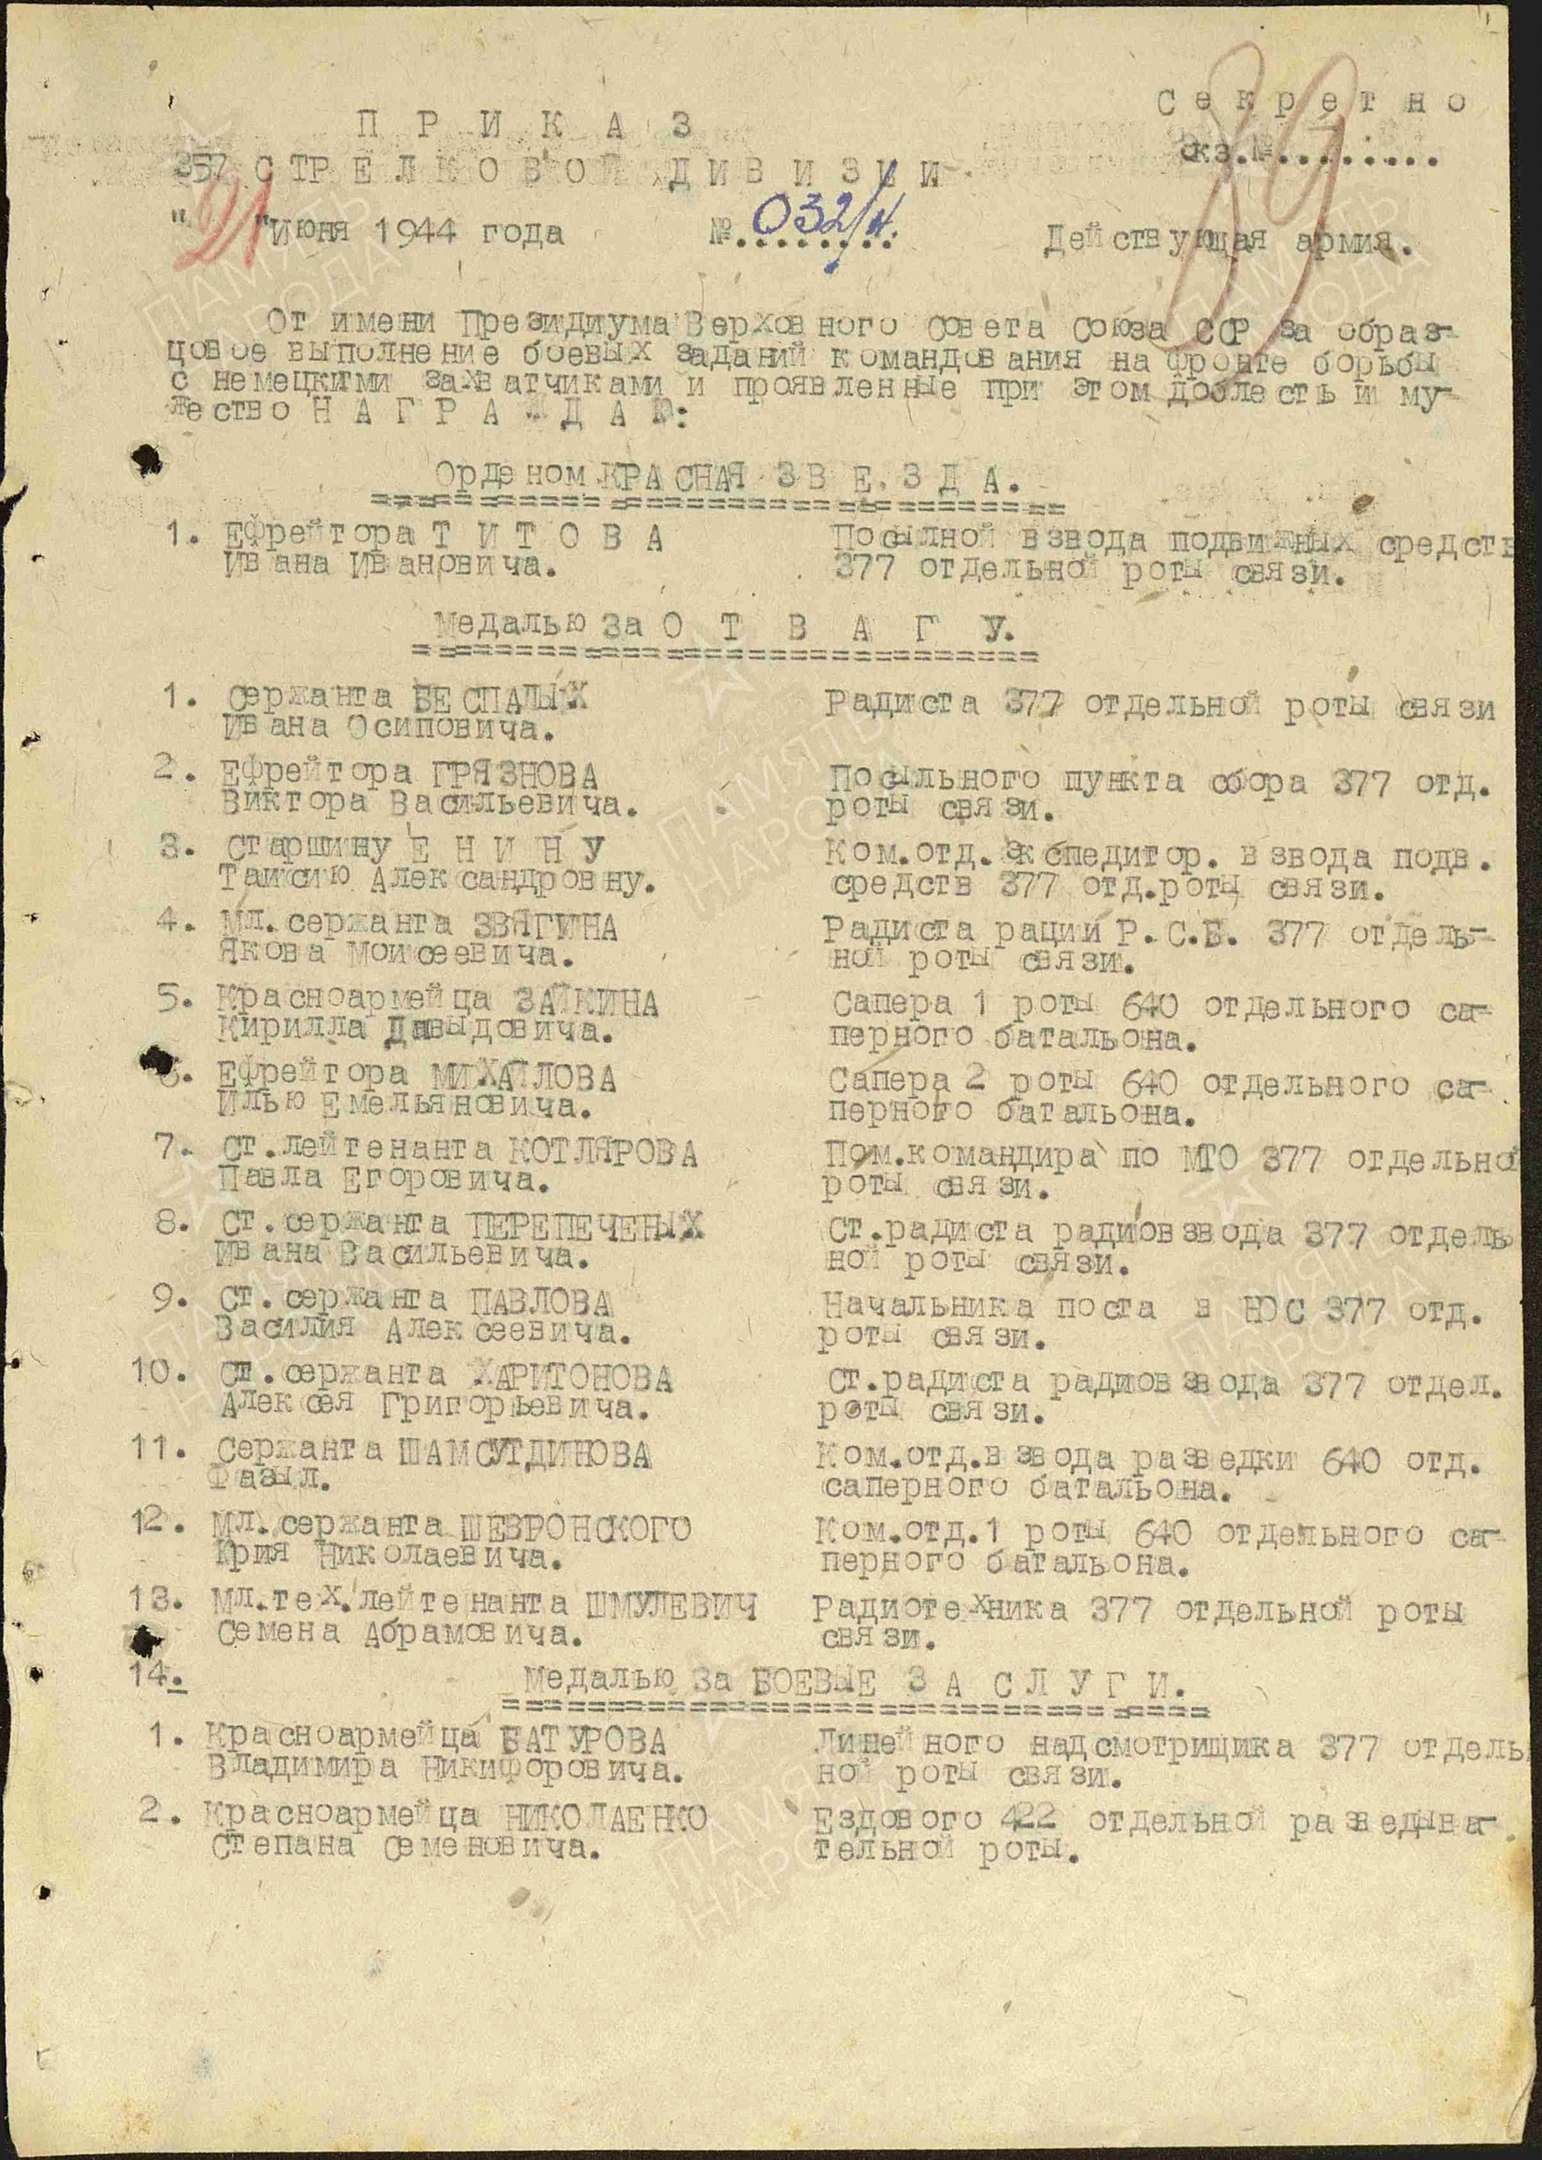 Секретно
П Р И К А З
Экз.№.........
357 СТРЕЛКОВОЙ ДИВИЗИИ
"21"Июня 1944 года №.032/н. Действующая армия.
От имени Президиума Верховного Совета Союза ССР за образ-
цовое выполнение боевых заданий командования на фронте борьбы
с немецкими захватчиками и проявленные при этом доблесть и му-
жество Н А Г Р А Ж Д А Ю:
Орденом КРАСНАЯ З В Е З Д А.
1. Ефрейтора Т И Т О В А Посылной взвода подвижных средств
Ивана Ивановича. 377 отдельной роты связи.
Медалью за О Т В А Г У.
1. Сержанта БЕСПАЛЫХ Радиста 377 отдельной роты связи
Ивана Осиповича.
2. Ефрейтора ГРЯЗНОВА Посыльного пункта сбора 377 отд.
Виктора Васильевича. роты связи.
3. Старшину Е Н И Н У Ком.отд.экспедитор. взвода подв.
Таисию Александровну. средств 377 отд.роты связи.
4. Мл.сержанта ЗВЯГИНА Радиста рации Р.С.Б. 377 отдель-
Якова Моисеевича. ной роты связи.
5. Красноармейца ЗАЙКИНА Сапера 1 роты 640 отдельного са-
Кирилла Давыдовича. перного батальона.
6. Ефрейтора МИХАЙЛОВА Сапера 2 роты 640 отдельного са-
Илью Емельяновича. перного батальона.
7. Ст.лейтенанта КОТЛЯРОВА Пом.командира по МТО 377 отдельной
Павла Егоровича. роты связи.
8. Ст.сержанта ПЕРЕПЕЧЕНЫХ Ст.радиста радиовзвода 377 отдель
Ивана Васильевича. ной роты связи.
9. Ст.сержанта ПАВЛОВА Начальника поста в НЮС 377 отд.
Василия Алексеевича. роты связи.
10. Ст.сержанта ХАРИТОНОВА Ст.радиста радиовзвода 377 отдел.
Алексея Григорьевича. роты связи.
11. Сержанта ШАМСУТДИНОВА Ком.отд.взвода разведки 640 отд.
Фазыл. саперного батальона.
12. Мл.сержанта ШЕВРОНСКОГО Ком.отд.1 роты 640 отдельного са-
Юрия Николаевича. перного батальона.
13. Мл.тех.лейтенанта ШМУЛЕВИЧ Радиотехника 377 отдельной роты
Семена Абрамовича. связи.
14. Медалью За БОЕВЫЕ З А С Л У Г И.
1. Красноармейца БАТУРОВА Линейного надсмотрщика 377 отдель
Владимира Никифоровича. ной роты связи.
2. Красноармейца НИКОЛАЕНКО Ездового 422 отдельной разведыва-
Степана Семеновича. тельной роты.